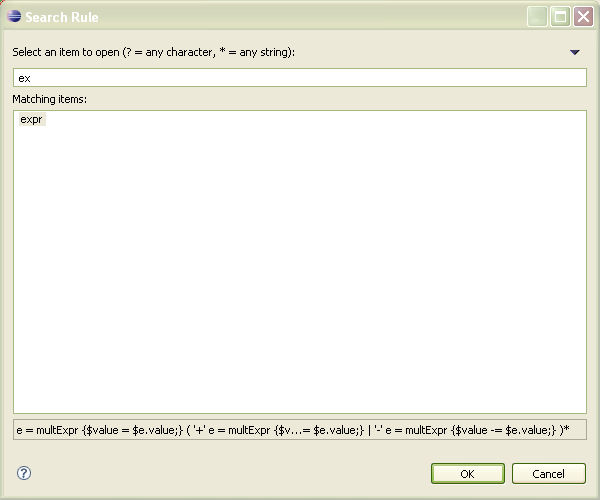 Search Rule
Select an item to open (? = any character, * = any string):
ex
Matching items:
expr
e = multExpr {$value = $e.value;} ( '+' e = multExpr {$v...= $e.value;} | '-' e = multExpr {$value -= $e.value;} )*
OK
Cancel